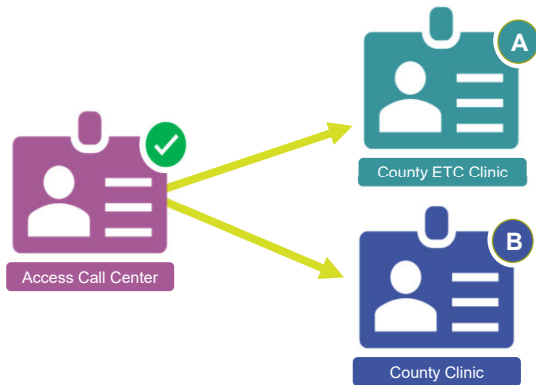 A
County ETC Clinic
Access Call Center
B
County Clinic